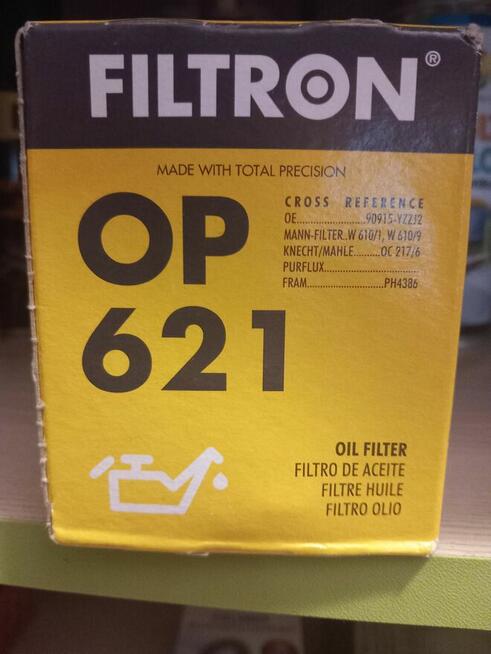 FILTRON®
MADE WITH TOTAL PRECISION
OP
621
CROSS REFERENCE
OE......................90915-YZZJ2
MANN-FILTER..W 610/1, W 610/9
KNECHT/MAHLE.........OC 217/6
PURFLUX.............................
FRAM.........................PH4386
OIL FILTER
FILTRO DE ACEITE
FILTRE HUILE
FILTRO OLIO